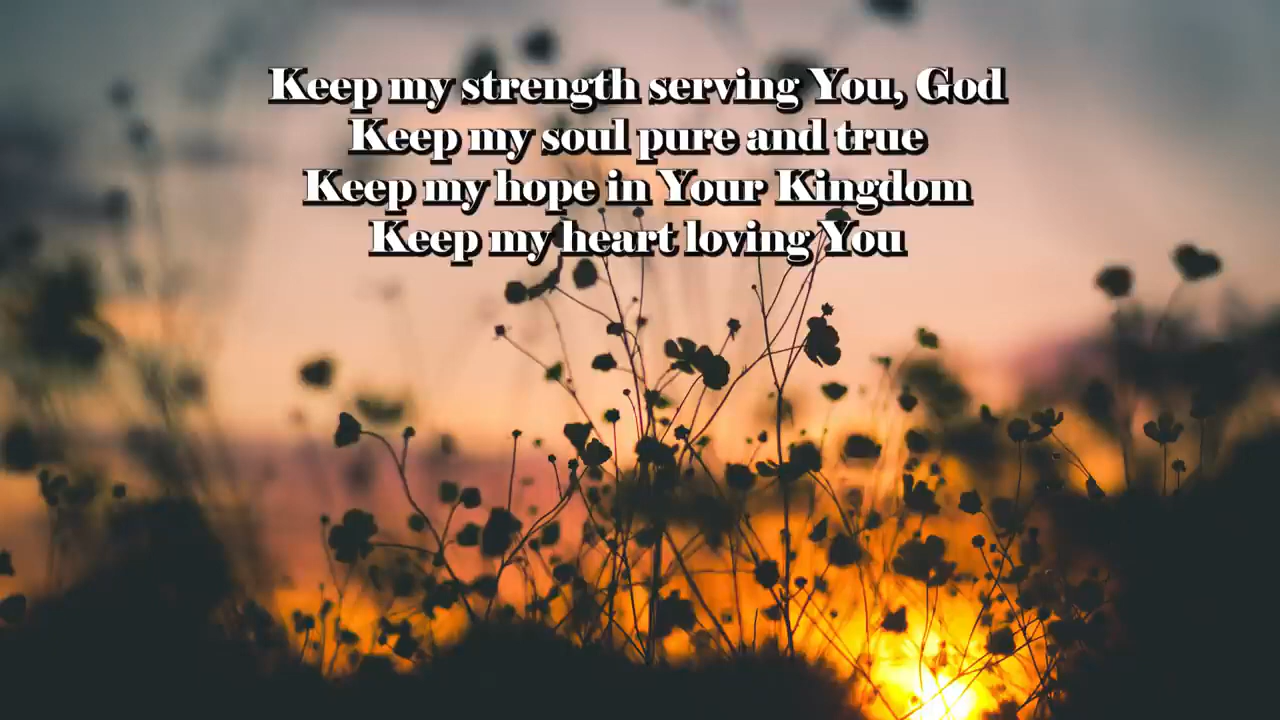 Keep my strength serving You, God
Keep my soul pure and true
Keep my hope in Your Kingdom
Keep my heart loving You